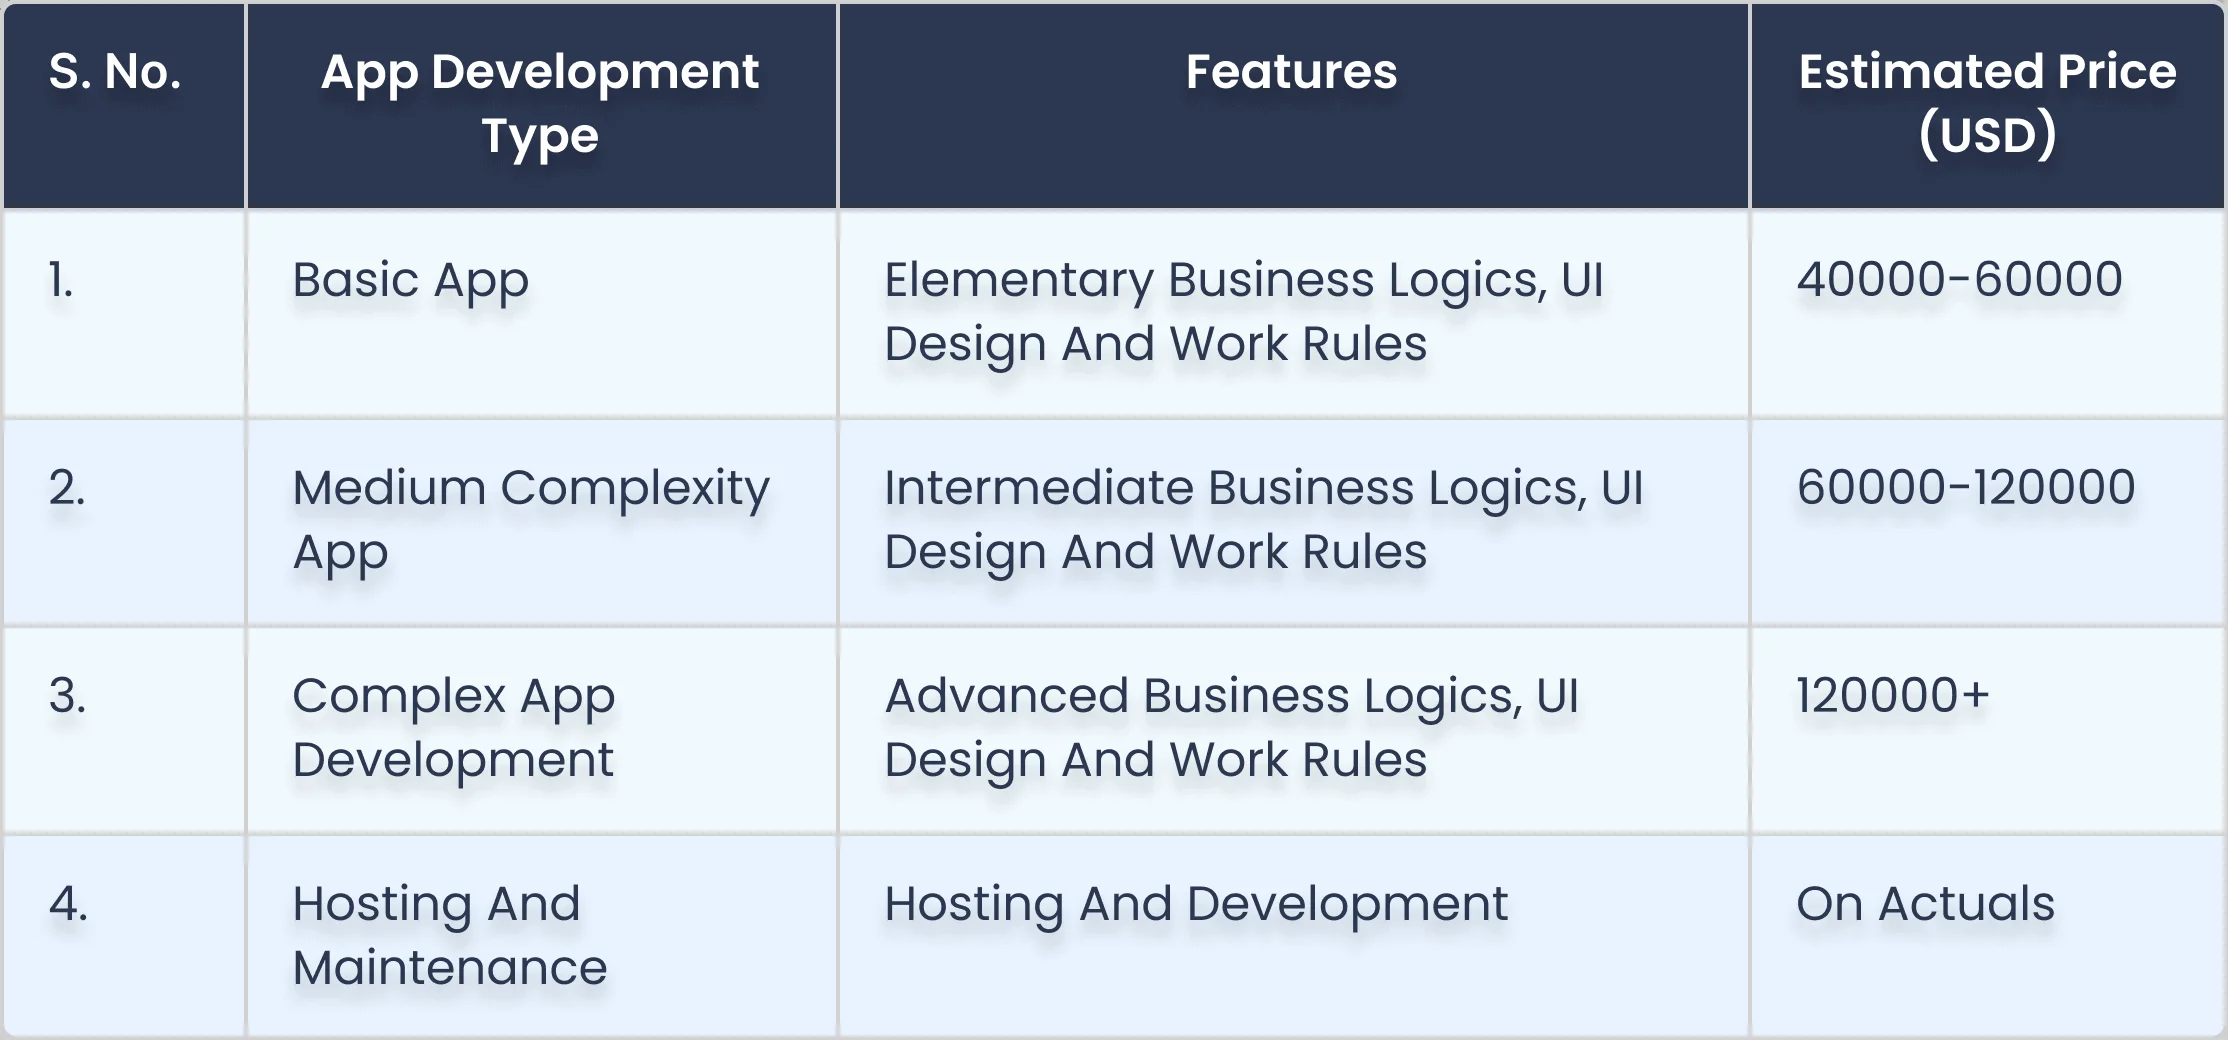 S. No.
App Development
Type
Features
Estimated Price
(USD)
1.
Basic App
Elementary Business Logics, UI
Design And Work Rules
40000-60000
2.
Medium Complexity
App
Intermediate Business Logics, UI
Design And Work Rules
60000-120000
3.
Complex App
Development
Advanced Business Logics, UI
Design And Work Rules
120000+
4.
Hosting And
Maintenance
Hosting And Development
On Actuals